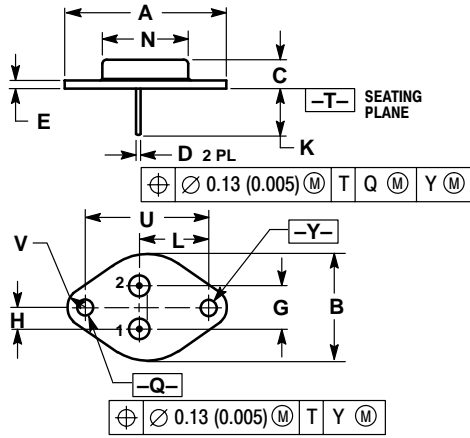 A
N
C
–T– SEATING PLANE
E
K
D 2 PL
⌖ ∅ 0.13 (0.005) Ⓜ T Q Ⓜ Y Ⓜ
U
V
L
–Y–
2
G
B
H
1
–Q–
⌖ ∅ 0.13 (0.005) Ⓜ T Y Ⓜ